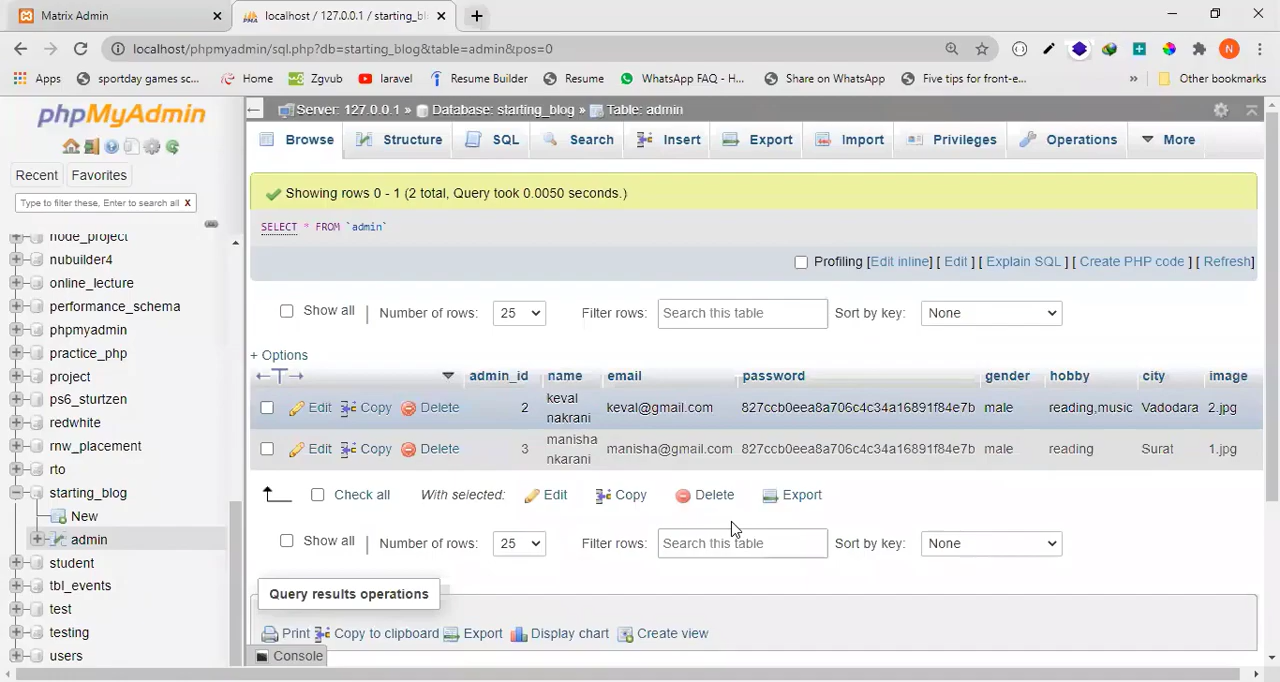 Matrix Admin
localhost / 127.0.0.1 / starting_bl
localhost/phpmyadmin/sql.php?db=starting_blog&table=admin&pos=0
N
Apps sportday games sc... Home Zgvub laravel Resume Builder Resume WhatsApp FAQ - H... Share on WhatsApp Five tips for front-e... » Other bookmarks
phpMyAdmin
Server: 127.0.0.1 » Database: starting_blog » Table: admin
Browse Structure SQL Search Insert Export Import Privileges Operations More
Recent Favorites
Type to filter these, Enter to search all X
node_project
nubuilder4
online_lecture
performance_schema
phpmyadmin
practice_php
project
ps6_sturtzen
redwhite
rnw_placement
rto
starting_blog
New
admin
student
tbl_events
test
testing
users
Showing rows 0 - 1 (2 total, Query took 0.0050 seconds.)
SELECT * FROM `admin`
Profiling [Edit inline] [ Edit ] [ Explain SQL ] [ Create PHP code ] [ Refresh]
Show all | Number of rows: 25 Filter rows: Search this table Sort by key: None
+ Options
←T→ admin_id name email password gender hobby city image
Edit Copy Delete 2 keval nakrani keval@gmail.com 827ccb0eea8a706c4c34a16891f84e7b male reading,music Vadodara 2.jpg
Edit Copy Delete 3 manisha nkarani manisha@gmail.com 827ccb0eea8a706c4c34a16891f84e7b male reading Surat 1.jpg
Check all With selected: Edit Copy Delete Export
Show all | Number of rows: 25 Filter rows: Search this table Sort by key: None
Query results operations
Print Copy to clipboard Export Display chart Create view
Console